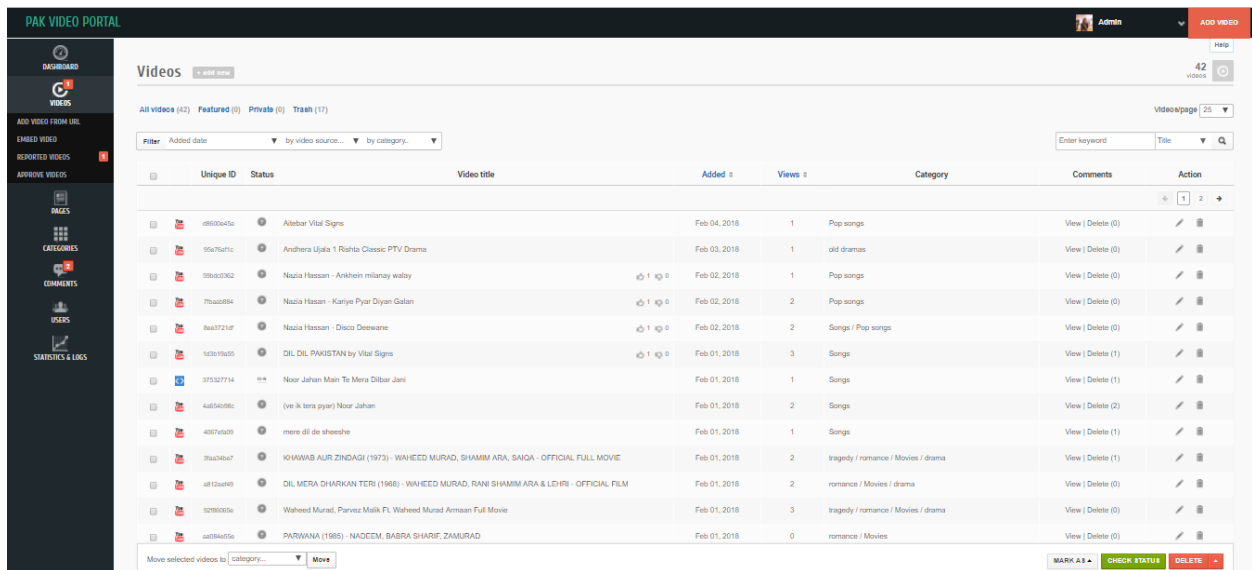 PAK VIDEO PORTAL
Admin
ADD VIDEO
Help
DASHBOARD
1
VIDEOS
ADD VIDEO FROM URL
EMBED VIDEO
REPORTED VIDEOS 1
APPROVE VIDEOS
PAGES
CATEGORIES
2
COMMENTS
USERS
STATISTICS & LOGS
Videos + add new
42
videos
All videos (42) Featured (0) Private (0) Trash (17)
Videos/page 25
Filter Added date by video source... by category..
Enter keyword Title
Unique ID Status Video title Added Views Category Comments Action
1 2
d8600e45e Aitebar Vital Signs Feb 04, 2018 1 Pop songs View | Delete (0)
95e76af1c Andhera Ujala 1 Rishta Classic PTV Drama Feb 03, 2018 1 old dramas View | Delete (0)
59bdc0362 Nazia Hassan - Ankhein milanay walay 1 0 Feb 02, 2018 1 Pop songs View | Delete (0)
7fbaab884 Nazia Hasan - Kariye Pyar Diyan Galan 1 0 Feb 02, 2018 2 Pop songs View | Delete (0)
8ea3721df Nazia Hassan - Disco Deewane 1 0 Feb 02, 2018 2 Songs / Pop songs View | Delete (0)
1d3b19a55 DIL DIL PAKISTAN by Vital Signs 1 0 Feb 01, 2018 3 Songs View | Delete (1)
375327714 Noor Jahan Main Te Mera Dilbar Jani Feb 01, 2018 1 Songs View | Delete (1)
4a654b98c (ve ik tera pyar) Noor Jahan Feb 01, 2018 2 Songs View | Delete (2)
4067efa09 mere dil de sheeshe Feb 01, 2018 1 Songs View | Delete (1)
3faa34be7 KHAWAB AUR ZINDAGI (1973) - WAHEED MURAD, SHAMIM ARA, SAIQA - OFFICIAL FULL MOVIE Feb 01, 2018 2 tragedy / romance / Movies / drama View | Delete (1)
a812aef49 DIL MERA DHARKAN TERI (1968) - WAHEED MURAD, RANI SHAMIM ARA & LEHRI - OFFICIAL FILM Feb 01, 2018 2 romance / Movies / drama View | Delete (0)
92f86065e Waheed Murad, Parvez Malik Ft. Waheed Murad Armaan Full Movie Feb 01, 2018 3 tragedy / romance / Movies / drama View | Delete (0)
aa084e55e PARWANA (1985) - NADEEM, BABRA SHARIF, ZAMURAD Feb 01, 2018 0 romance / Movies View | Delete (0)
Move selected videos to category... Move
MARK AS CHECK STATUS DELETE